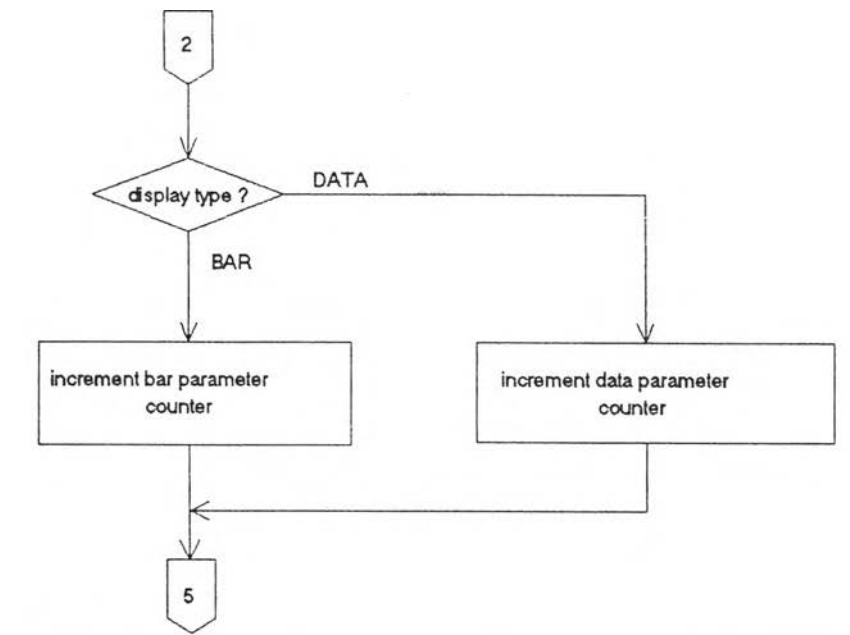 2
display type ?
DATA
BAR
increment bar parameter
counter
increment data parameter
counter
5